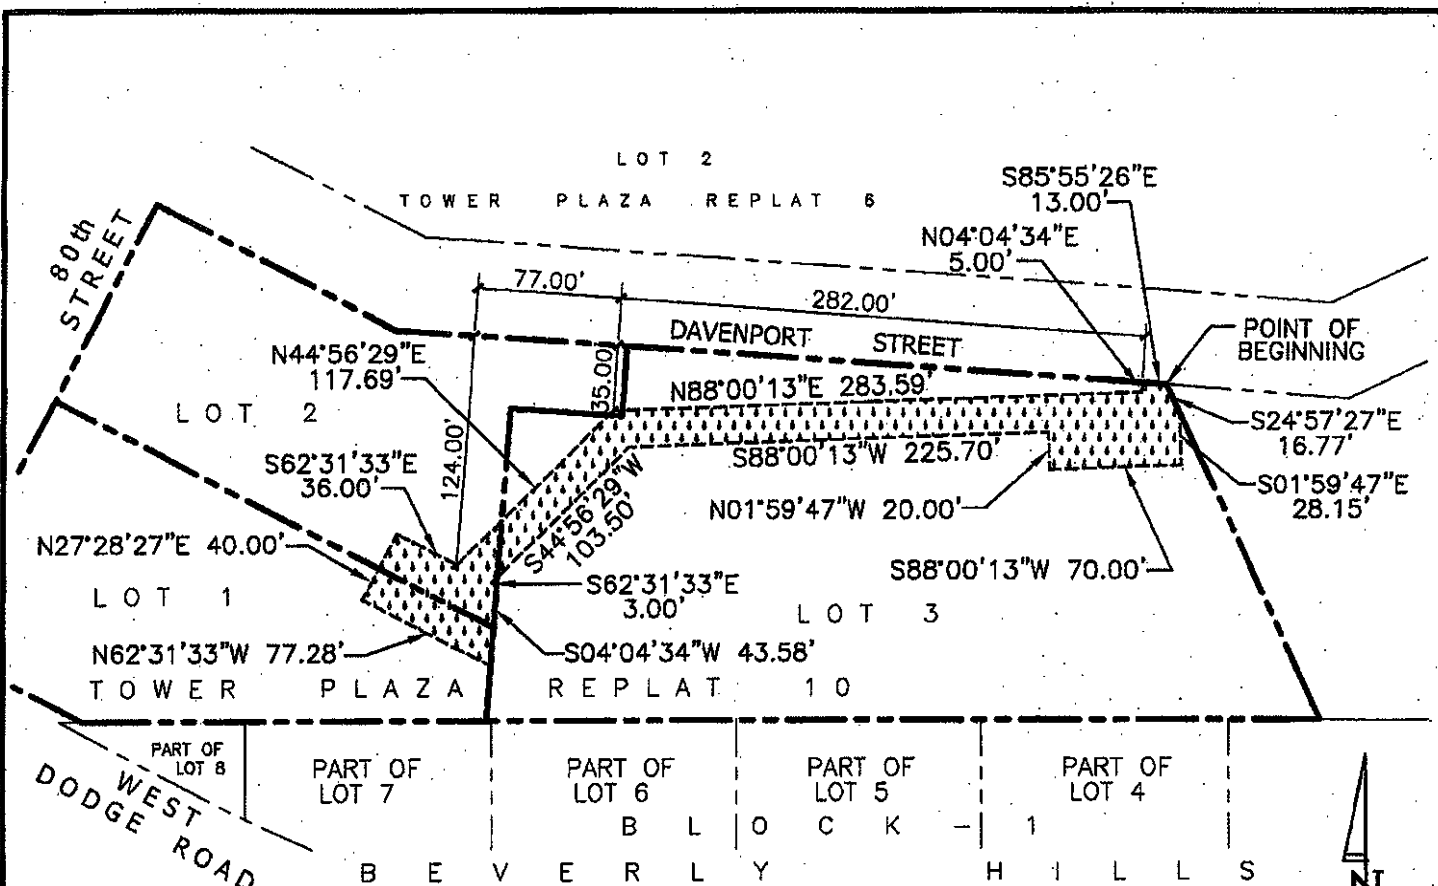 LOT 2
TOWER PLAZA REPLAT 6
S85°55'26"E
13.00'
N04°04'34"E
5.00'
80th
STREET
77.00'
282.00'
DAVENPORT STREET
POINT OF
BEGINNING
N44°56'29"E
117.69'
35.00'
N88°00'13"E 283.59'
LOT 2
S24°57'27"E
16.77'
S62°31'33"E
36.00'
124.00'
S88°00'13"W 225.70'
S44°56'29"W
103.50'
N01°59'47"W 20.00'
S01°59'47"E
28.15'
N27°28'27"E 40.00'
S88°00'13"W 70.00'
S62°31'33"E
3.00'
LOT 1
LOT 3
N62°31'33"W 77.28'
S04°04'34"W 43.58'
TOWER PLAZA REPLAT 10
PART OF
LOT 8
PART OF
LOT 7
PART OF
LOT 6
PART OF
LOT 5
PART OF
LOT 4
WEST
DODGE ROAD
BLOCK - 1
BEVERLY HILLS